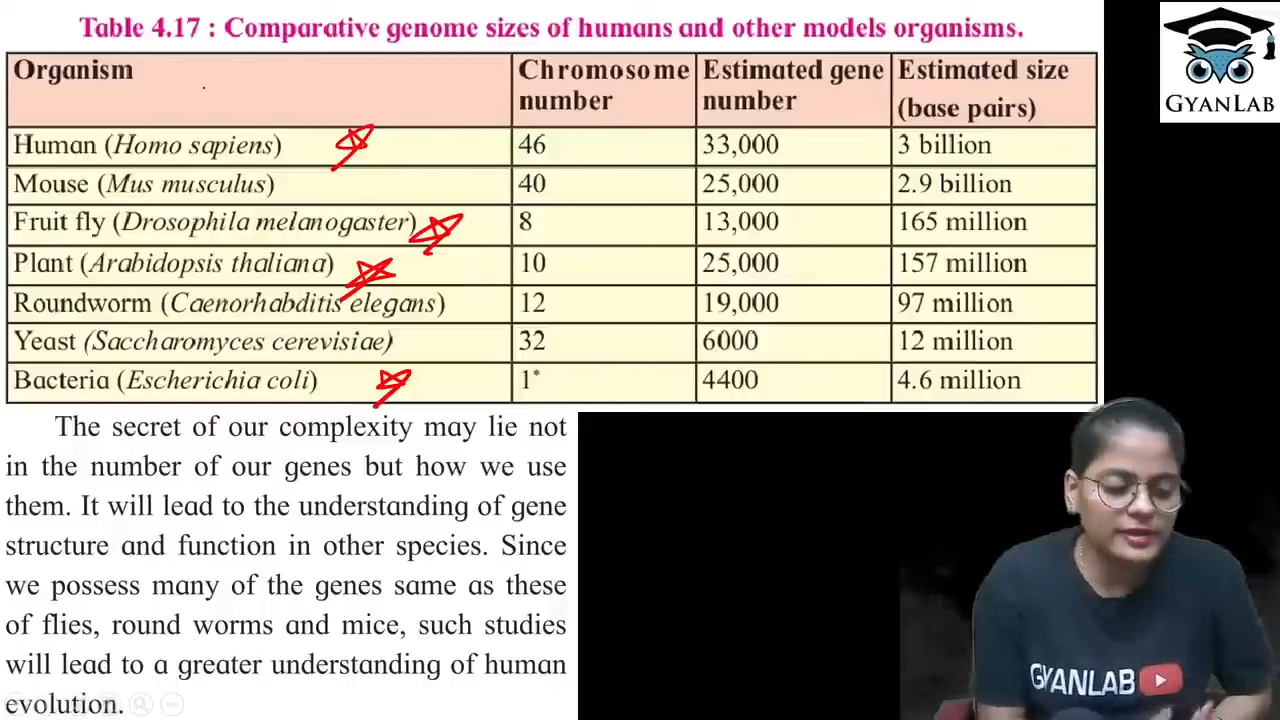 Table 4.17 : Comparative genome sizes of humans and other models organisms.
Organism Chromosome number Estimated gene number Estimated size (base pairs)
Human (Homo sapiens) 46 33,000 3 billion
Mouse (Mus musculus) 40 25,000 2.9 billion
Fruit fly (Drosophila melanogaster) 8 13,000 165 million
Plant (Arabidopsis thaliana) 10 25,000 157 million
Roundworm (Caenorhabditis elegans) 12 19,000 97 million
Yeast (Saccharomyces cerevisiae) 32 6000 12 million
Bacteria (Escherichia coli) 1* 4400 4.6 million
The secret of our complexity may lie not
in the number of our genes but how we use
them. It will lead to the understanding of gene
structure and function in other species. Since
we possess many of the genes same as these
of flies, round worms and mice, such studies
will lead to a greater understanding of human
evolution.
GYANLAB
GYANLAB